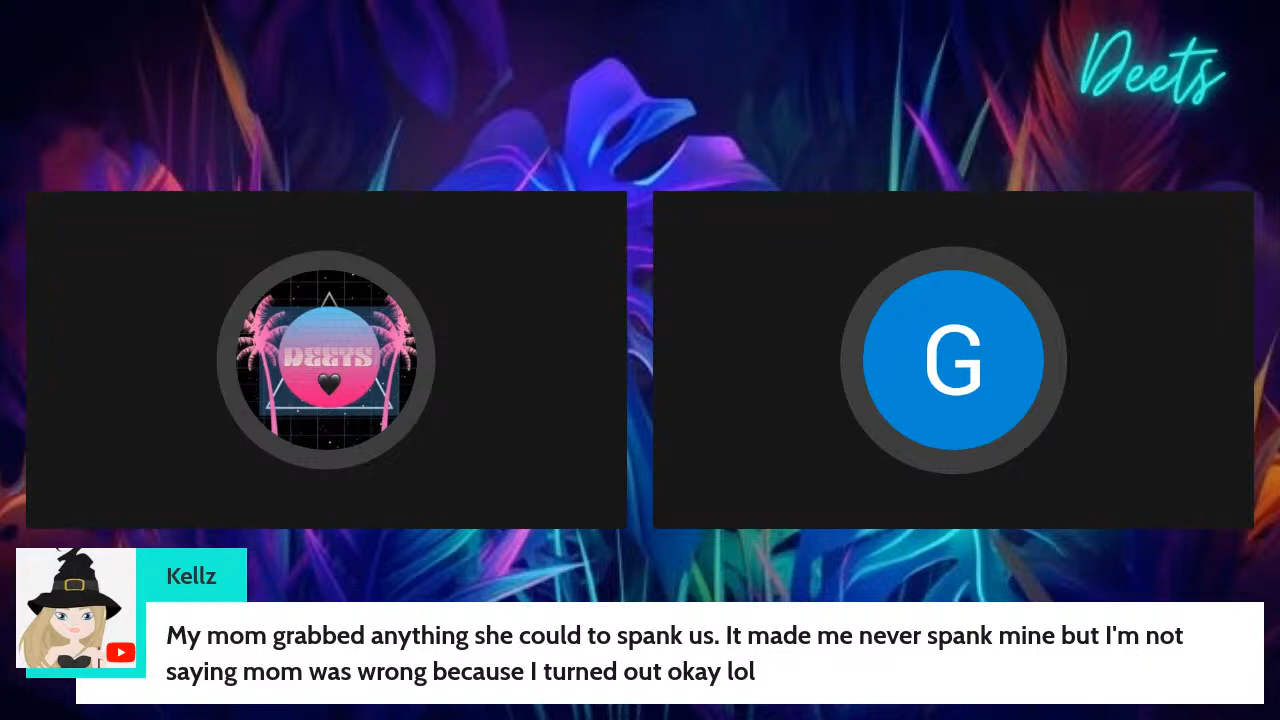 Deets
DEETS
G
Kellz
My mom grabbed anything she could to spank us. It made me never spank mine but I'm not
saying mom was wrong because I turned out okay lol